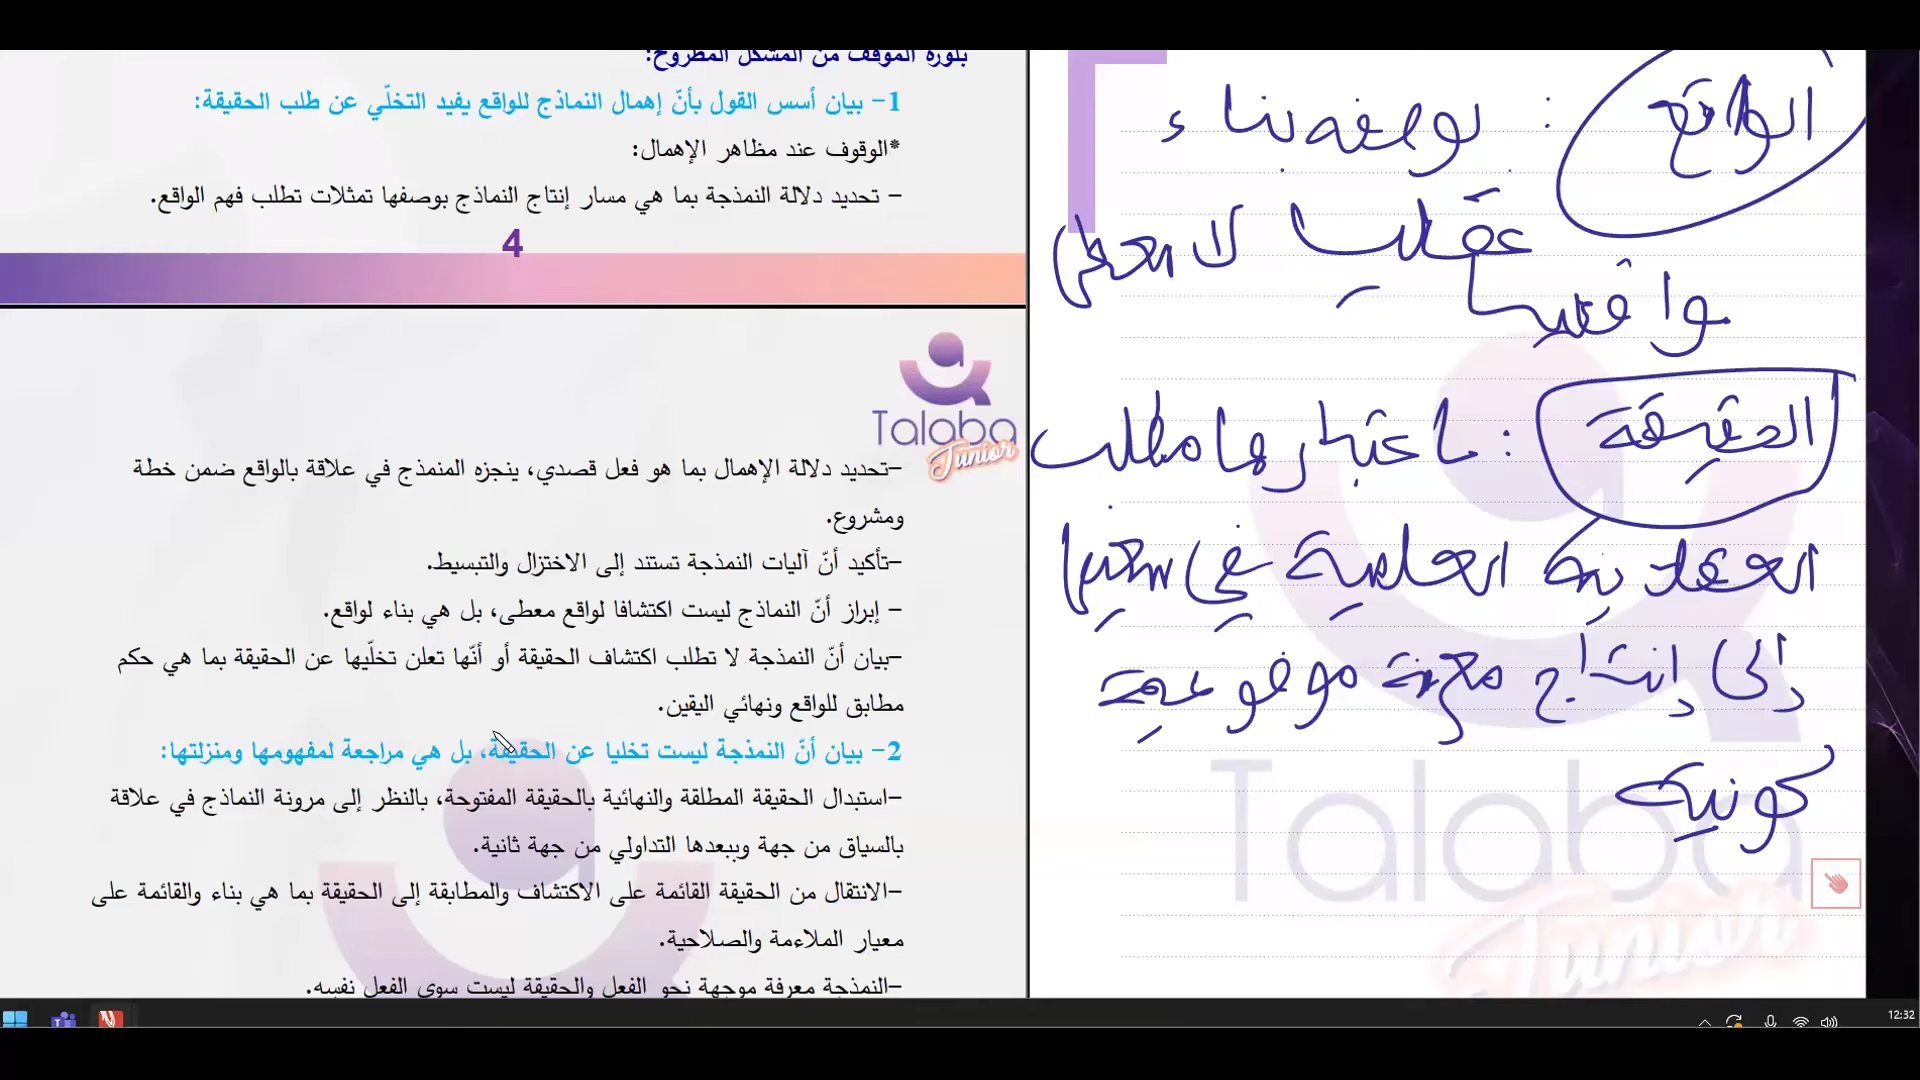 بلورة الموقف من المشكل المطروح:
1- بيان أسس القول بأنّ إهمال النماذج للواقع يفيد التخلّي عن طلب الحقيقة:
*الوقوف عند مظاهر الإهمال:
- تحديد دلالة النمذجة بما هي مسار إنتاج النماذج بوصفها تمثلات تطلب فهم الواقع.
4
Talaba
Junior
-تحديد دلالة الإهمال بما هو فعل قصدي، ينجزه المنمذج في علاقة بالواقع ضمن خطة
ومشروع.
-تأكيد أنّ آليات النمذجة تستند إلى الاختزال والتبسيط.
- إبراز أنّ النماذج ليست اكتشافا لواقع معطى، بل هي بناء لواقع.
-بيان أنّ النمذجة لا تطلب اكتشاف الحقيقة أو أنّها تعلن تخلّيها عن الحقيقة بما هي حكم
مطابق للواقع ونهائي اليقين.
2- بيان أنّ النمذجة ليست تخليا عن الحقيقة، بل هي مراجعة لمفهومها ومنزلتها:
-استبدال الحقيقة المطلقة والنهائية بالحقيقة المفتوحة، بالنظر إلى مرونة النماذج في علاقة
بالسياق من جهة وببعدها التداولي من جهة ثانية.
-الانتقال من الحقيقة القائمة على الاكتشاف والمطابقة إلى الحقيقة بما هي بناء والقائمة على
معيار الملاءمة والصلاحية.
-النمذجة معرفة موجهة نحو الفعل والحقيقة ليست سوى الفعل نفسه.
الواقع : بوصفه بناء
عقليا لا معطى
واقعيا
الحقيقة : باعتبارها مطلب
العقلانية العلمية في سعيها
إلى إنتاج معرفة موضوعية
كونية
Talaba
Junior
12:32